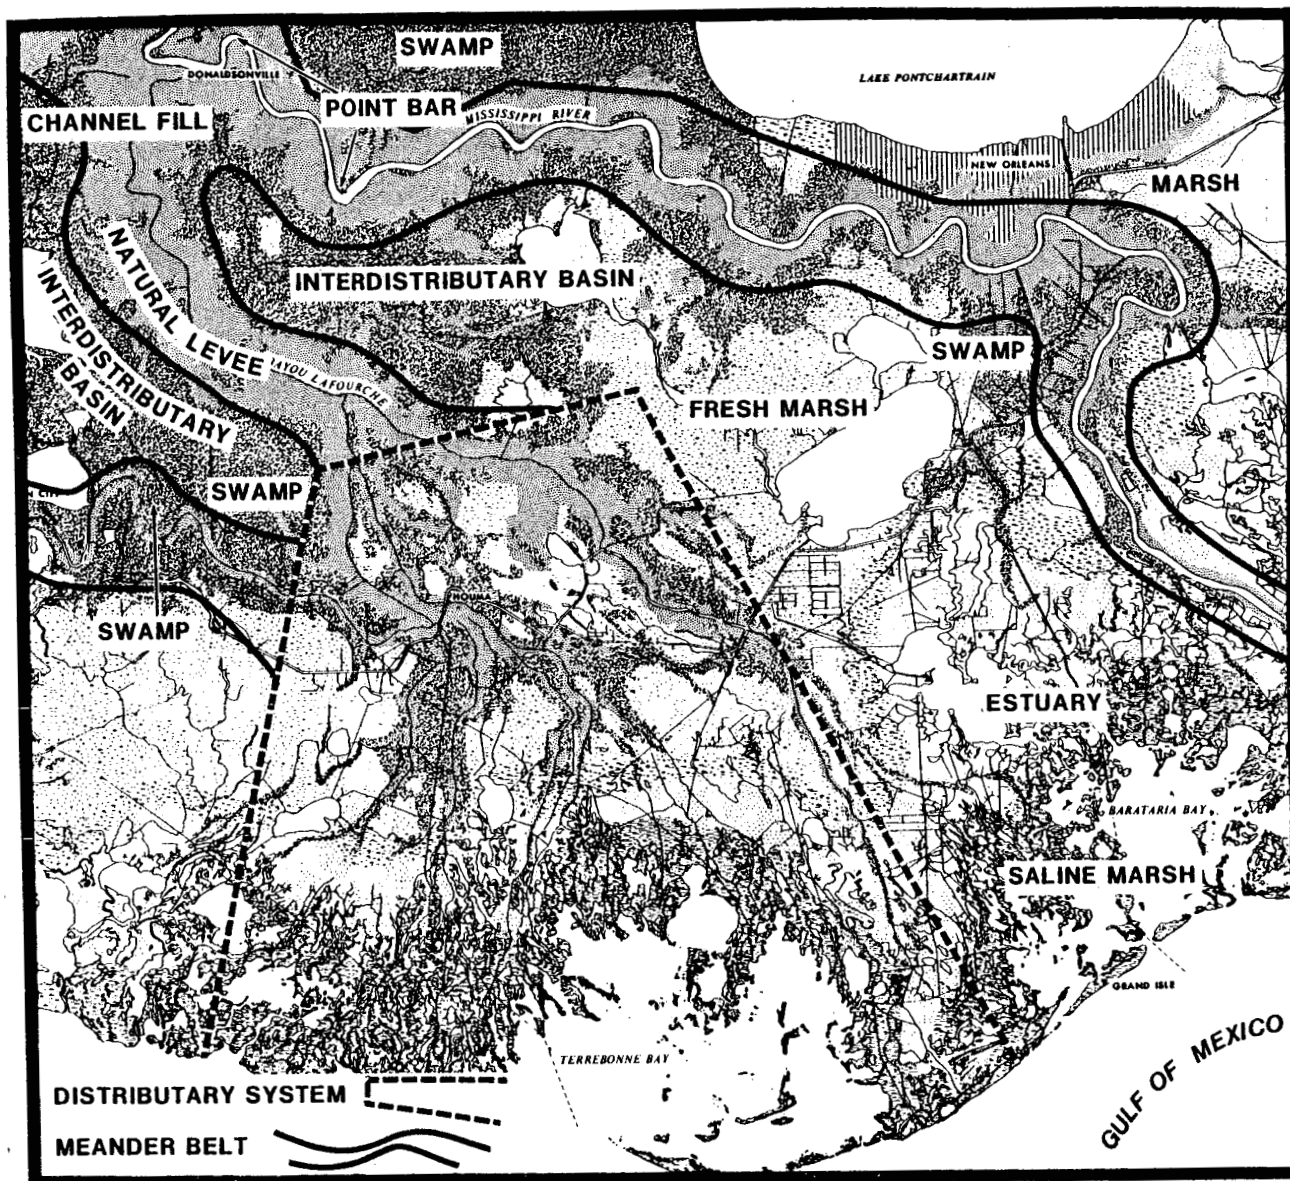 SWAMP
LAKE PONTCHARTRAIN
DONALDSONVILLE
POINT BAR
MISSISSIPPI RIVER
CHANNEL FILL
NEW ORLEANS
MARSH
NATURAL LEVEE
INTERDISTRIBUTARY BASIN
INTERDISTRIBUTARY
BASIN
SWAMP
AYOU LAFOURCHE
FRESH MARSH
SWAMP
N CITY
HOUMA
SWAMP
ESTUARY
BARATARIA BAY
SALINE MARSH
GRAND ISLE
TERREBONNE BAY
GULF OF MEXICO
DISTRIBUTARY SYSTEM
MEANDER BELT